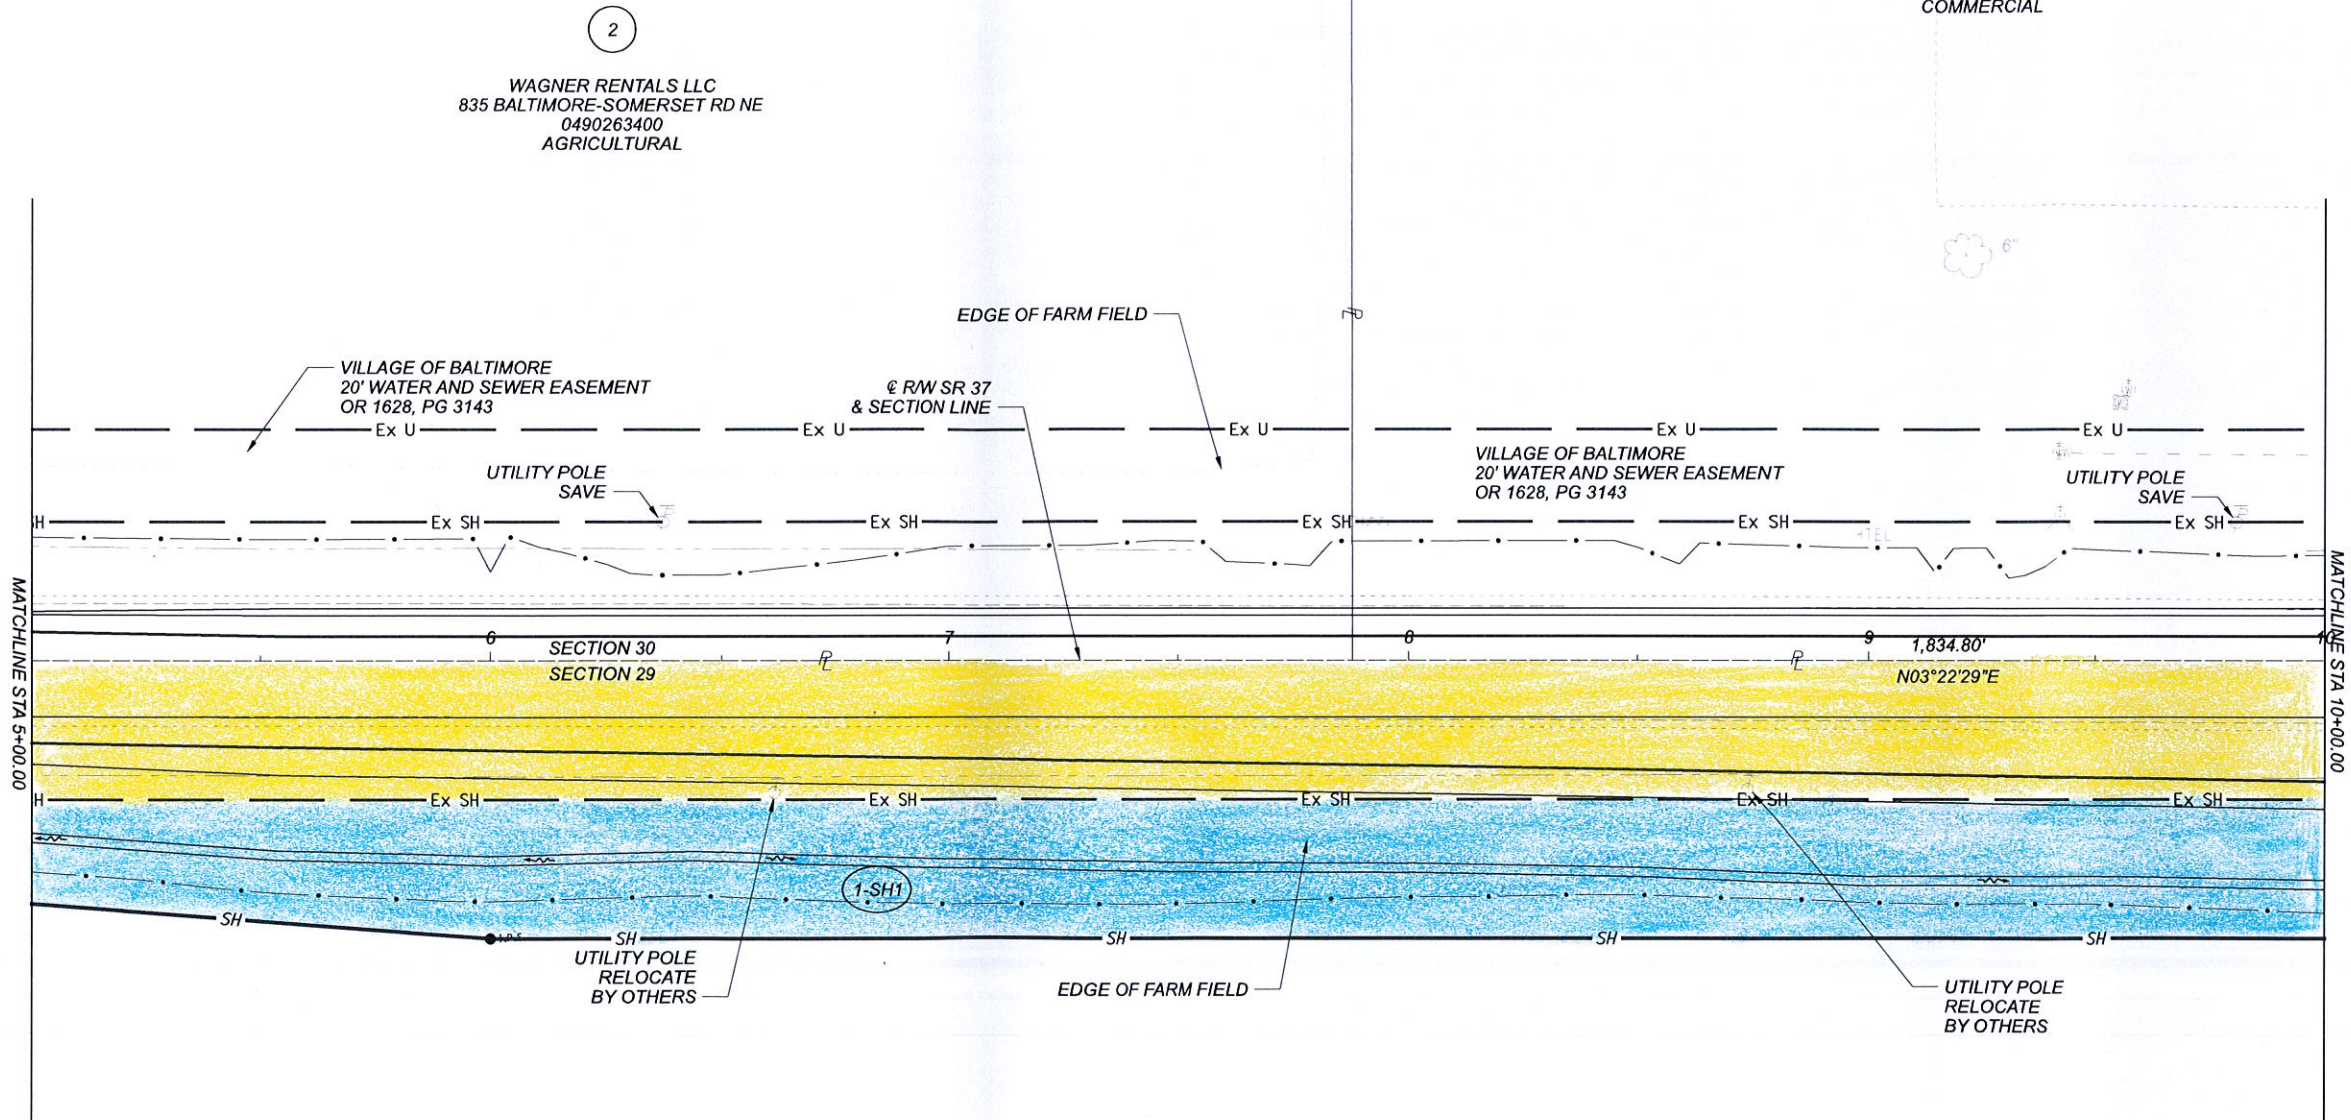 2
COMMERCIAL
WAGNER RENTALS LLC
835 BALTIMORE-SOMERSET RD NE
0490263400
AGRICULTURAL
6"
EDGE OF FARM FIELD
PL
VILLAGE OF BALTIMORE
20' WATER AND SEWER EASEMENT
OR 1628, PG 3143
℄ R/W SR 37
& SECTION LINE
Ex U
Ex U
Ex U
Ex U
Ex U
VILLAGE OF BALTIMORE
20' WATER AND SEWER EASEMENT
OR 1628, PG 3143
UTILITY POLE
SAVE
UTILITY POLE
SAVE
H
Ex SH
Ex SH
Ex SH
Ex SH
Ex SH
MATCHLINE STA 5+00.00
MATCHLINE STA 10+00.00
6
7
8
9
10
SECTION 30
PL
PL
1,834.80'
SECTION 29
N03°22'29"E
H
Ex SH
Ex SH
Ex SH
Ex SH
Ex SH
1-SH1
SH
SH
SH
SH
SH
UTILITY POLE
RELOCATE
BY OTHERS
EDGE OF FARM FIELD
UTILITY POLE
RELOCATE
BY OTHERS